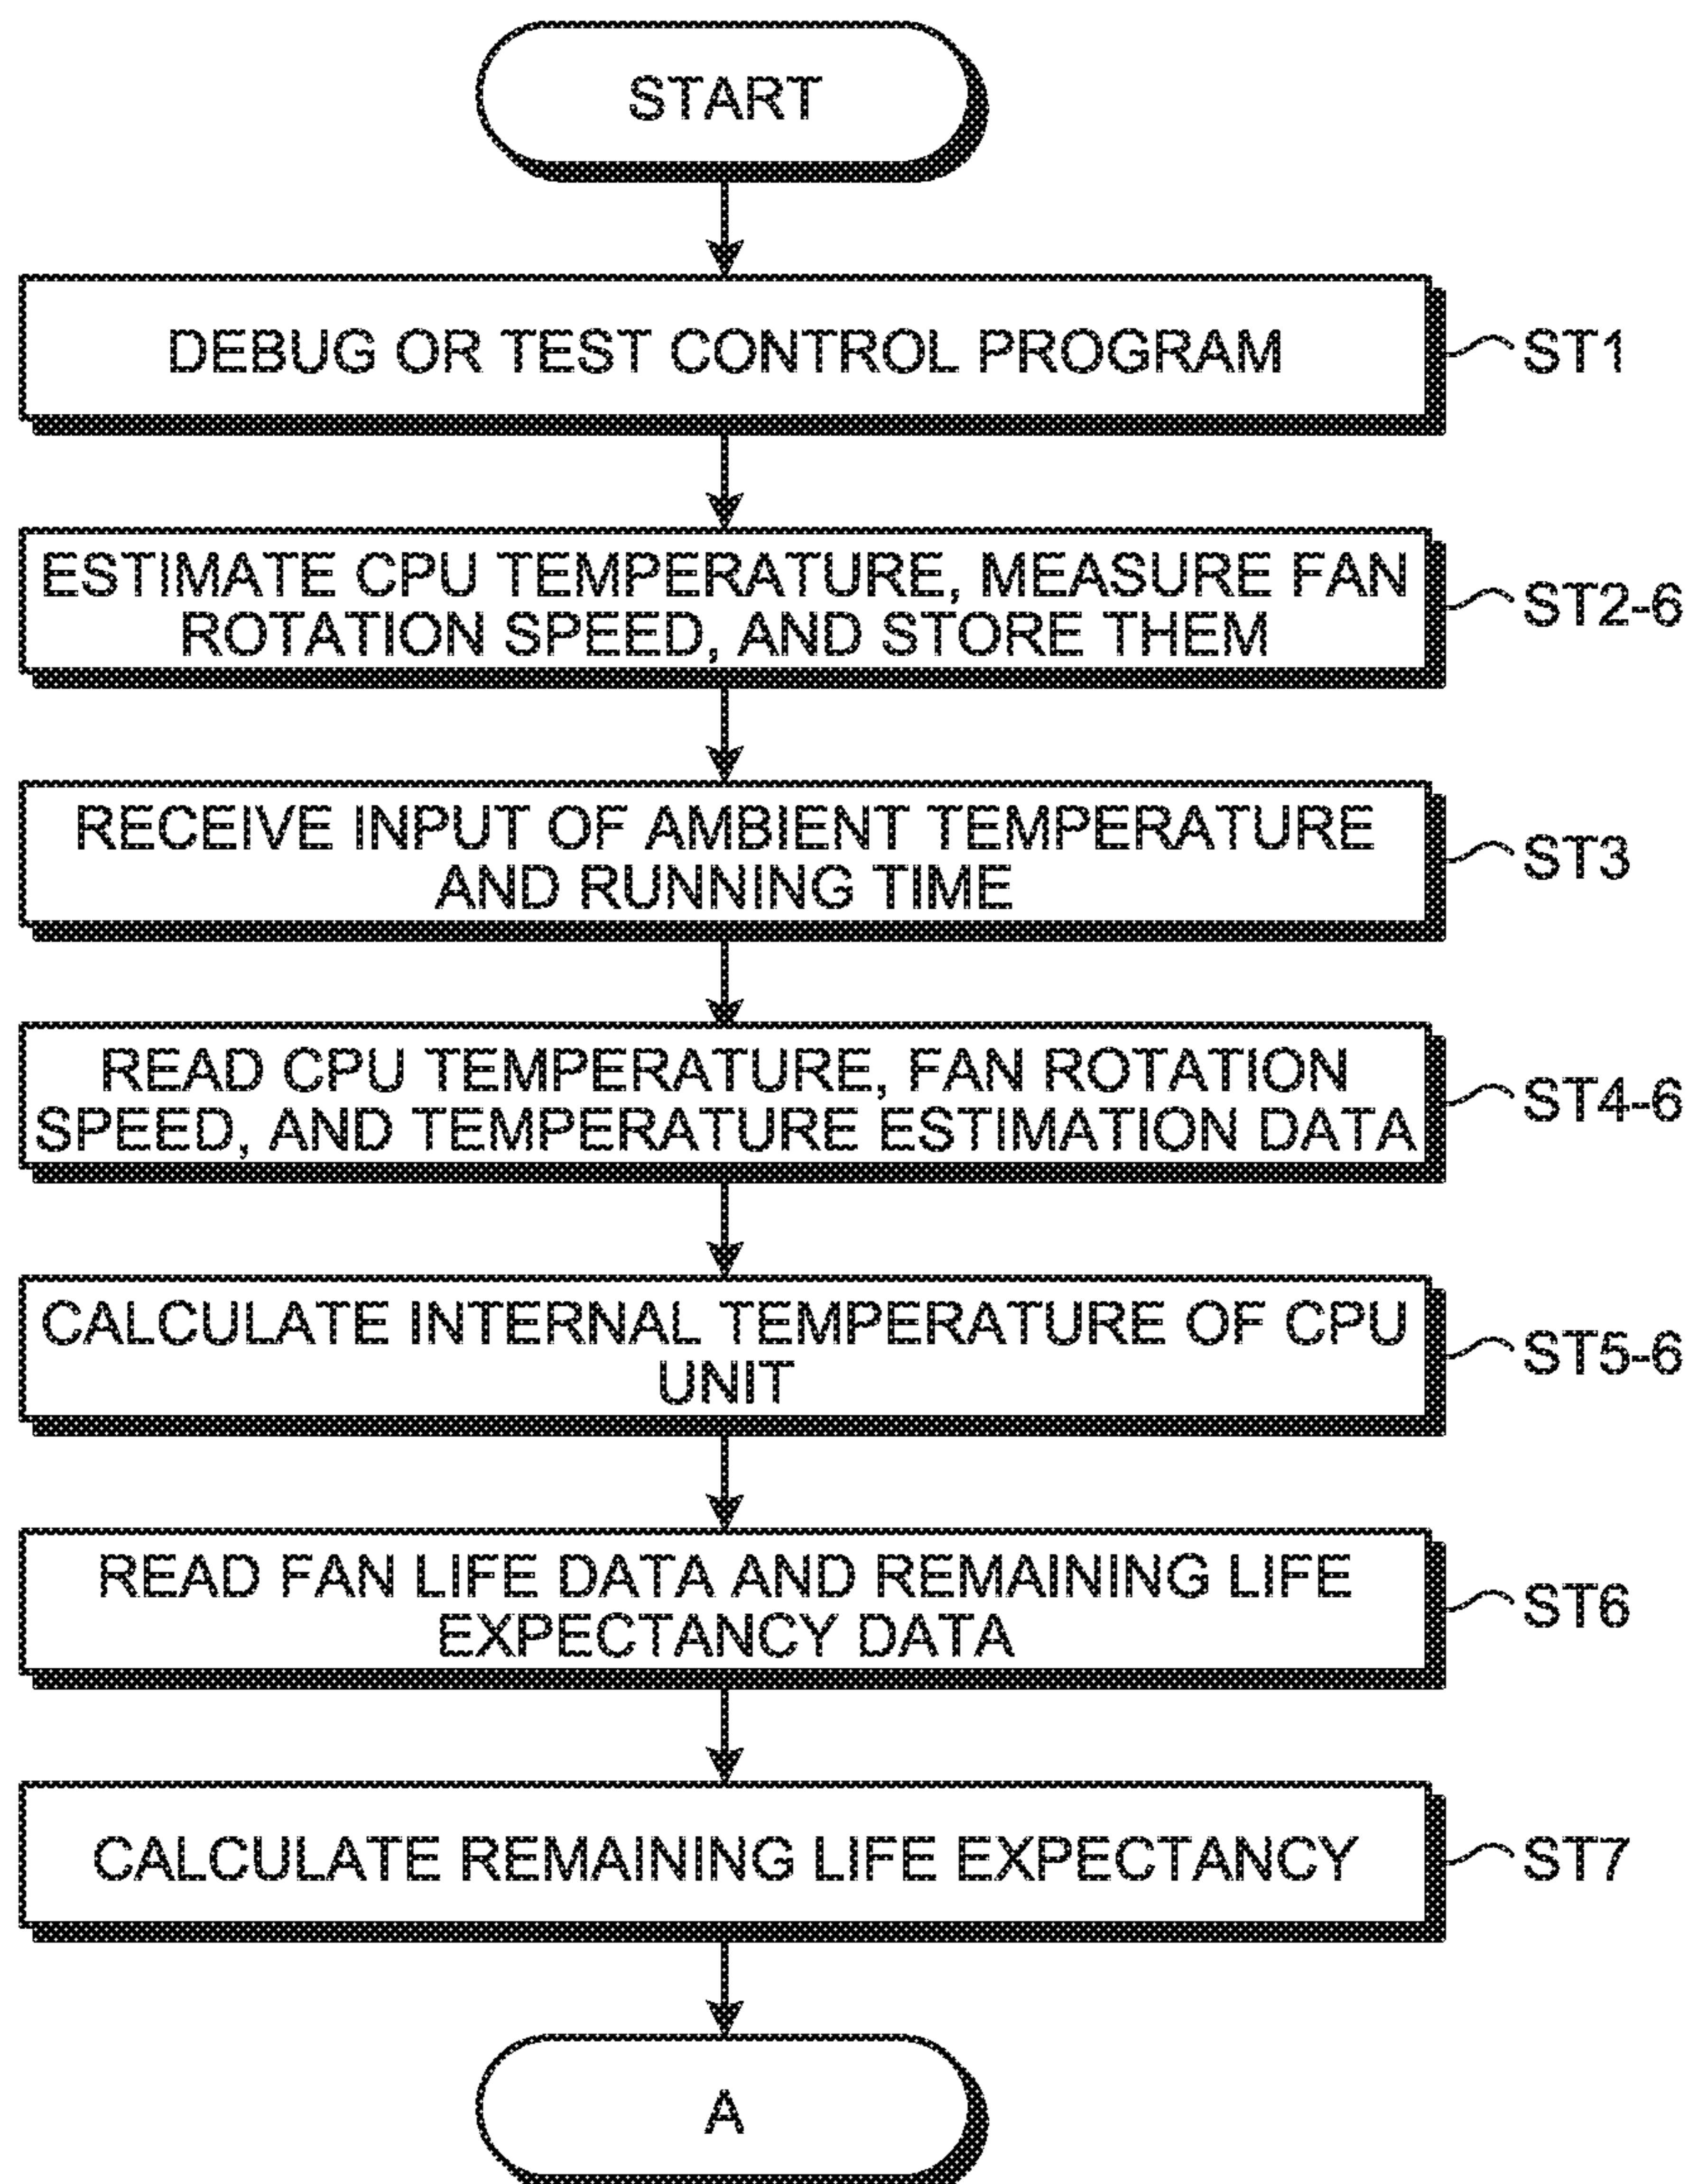 START
DEBUG OR TEST CONTROL PROGRAM
ST1
ESTIMATE CPU TEMPERATURE, MEASURE FAN
ROTATION SPEED, AND STORE THEM
ST2-6
RECEIVE INPUT OF AMBIENT TEMPERATURE
AND RUNNING TIME
ST3
READ CPU TEMPERATURE, FAN ROTATION
SPEED, AND TEMPERATURE ESTIMATION DATA
ST4-6
CALCULATE INTERNAL TEMPERATURE OF CPU
UNIT
ST5-6
READ FAN LIFE DATA AND REMAINING LIFE
EXPECTANCY DATA
ST6
CALCULATE REMAINING LIFE EXPECTANCY
ST7
A